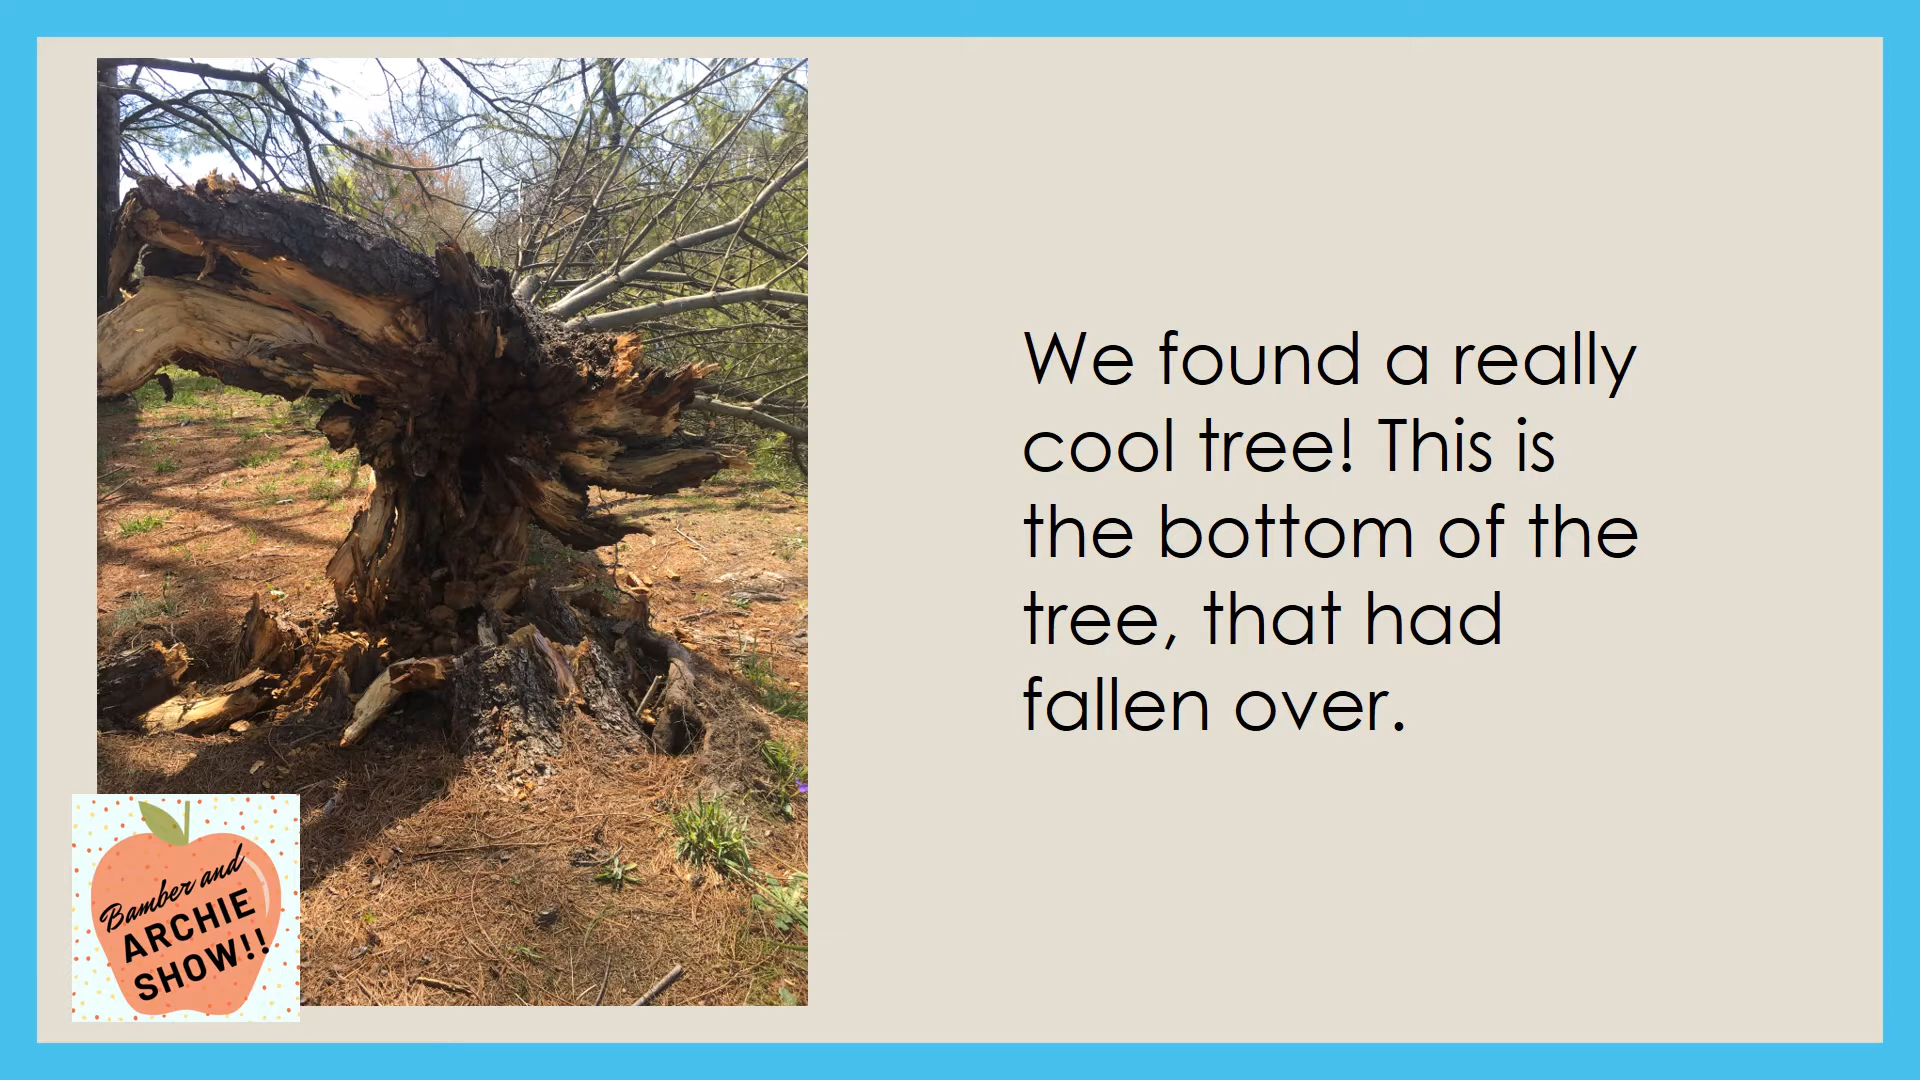 We found a really
cool tree! This is
the bottom of the
tree, that had
fallen over.
Bamber and
ARCHIE
SHOW!!